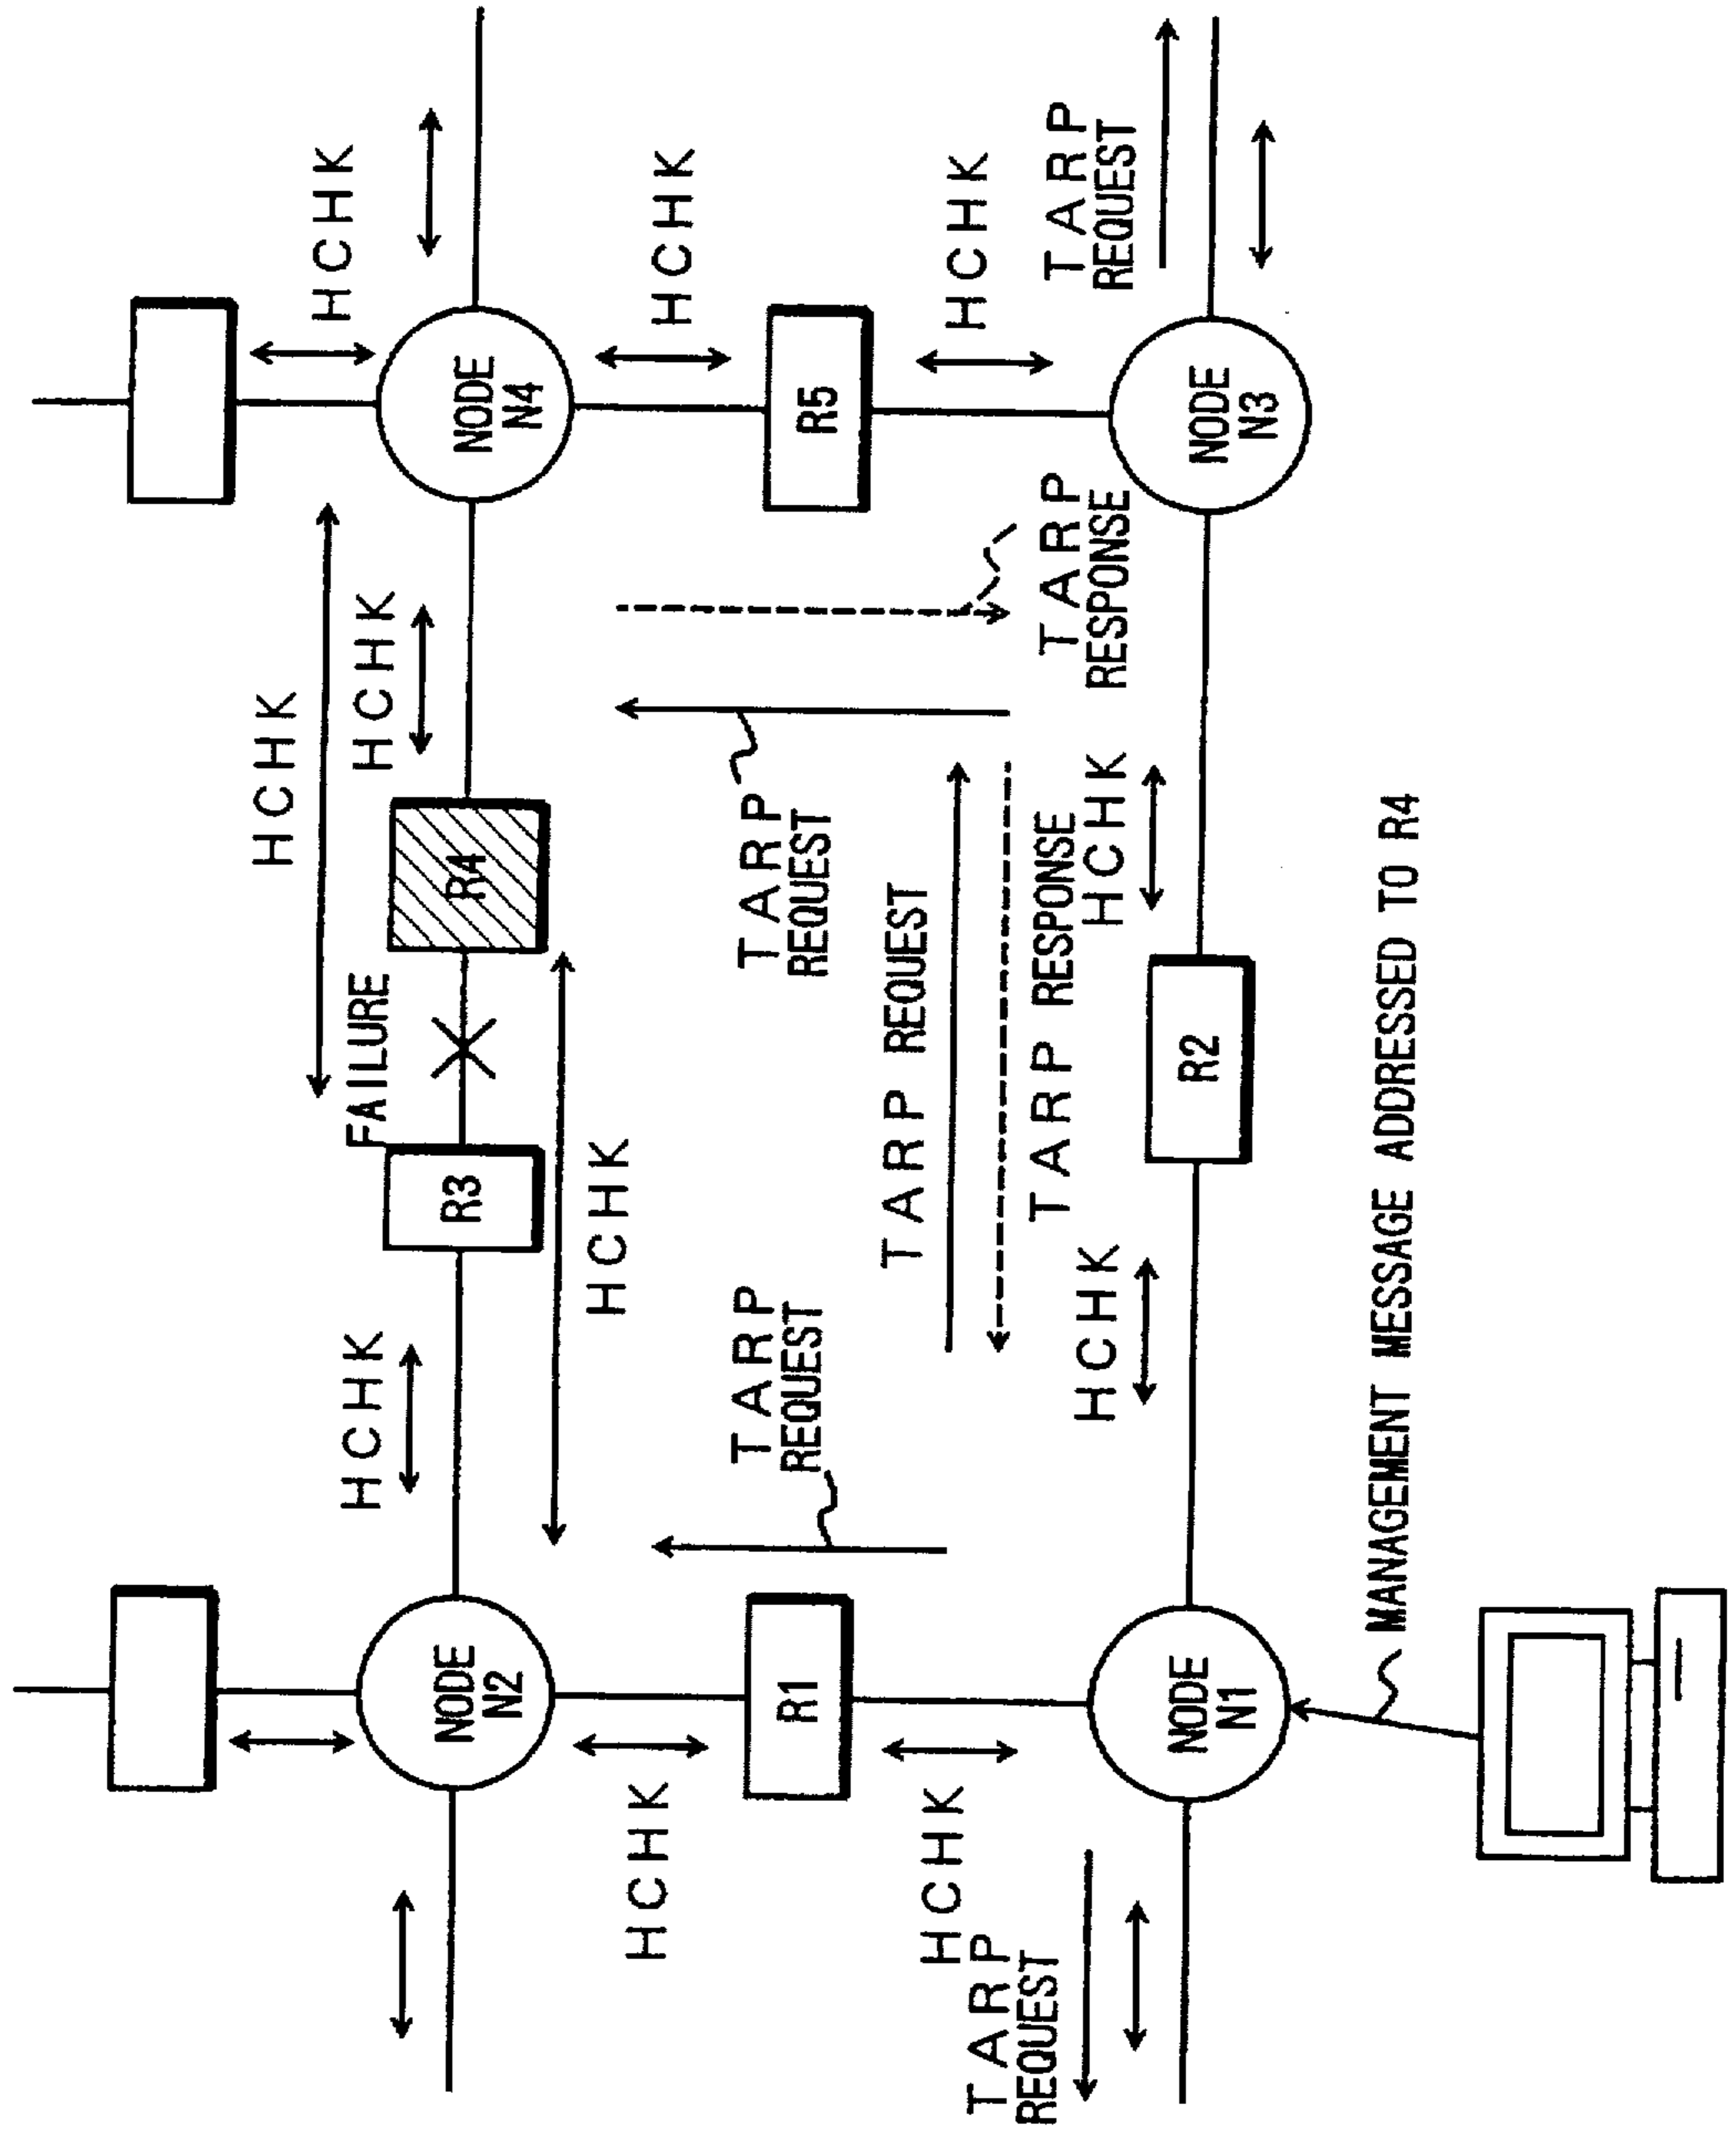 HCHK
HCHK
HCHK
FAILURE
HCHK
NODE
N2
R3
R4
NODE
N4
HCHK
HCHK
HCHK
TARP
REQUEST
TARP
REQUEST
R1
R5
TARP REQUEST
HCHK
HCHK
TARP
REQUEST
TARP RESPONSE
TARP
RESPONSE
TARP
REQUEST
HCHK
HCHK
NODE
N1
R2
NODE
N3
MANAGEMENT MESSAGE ADDRESSED TO R4